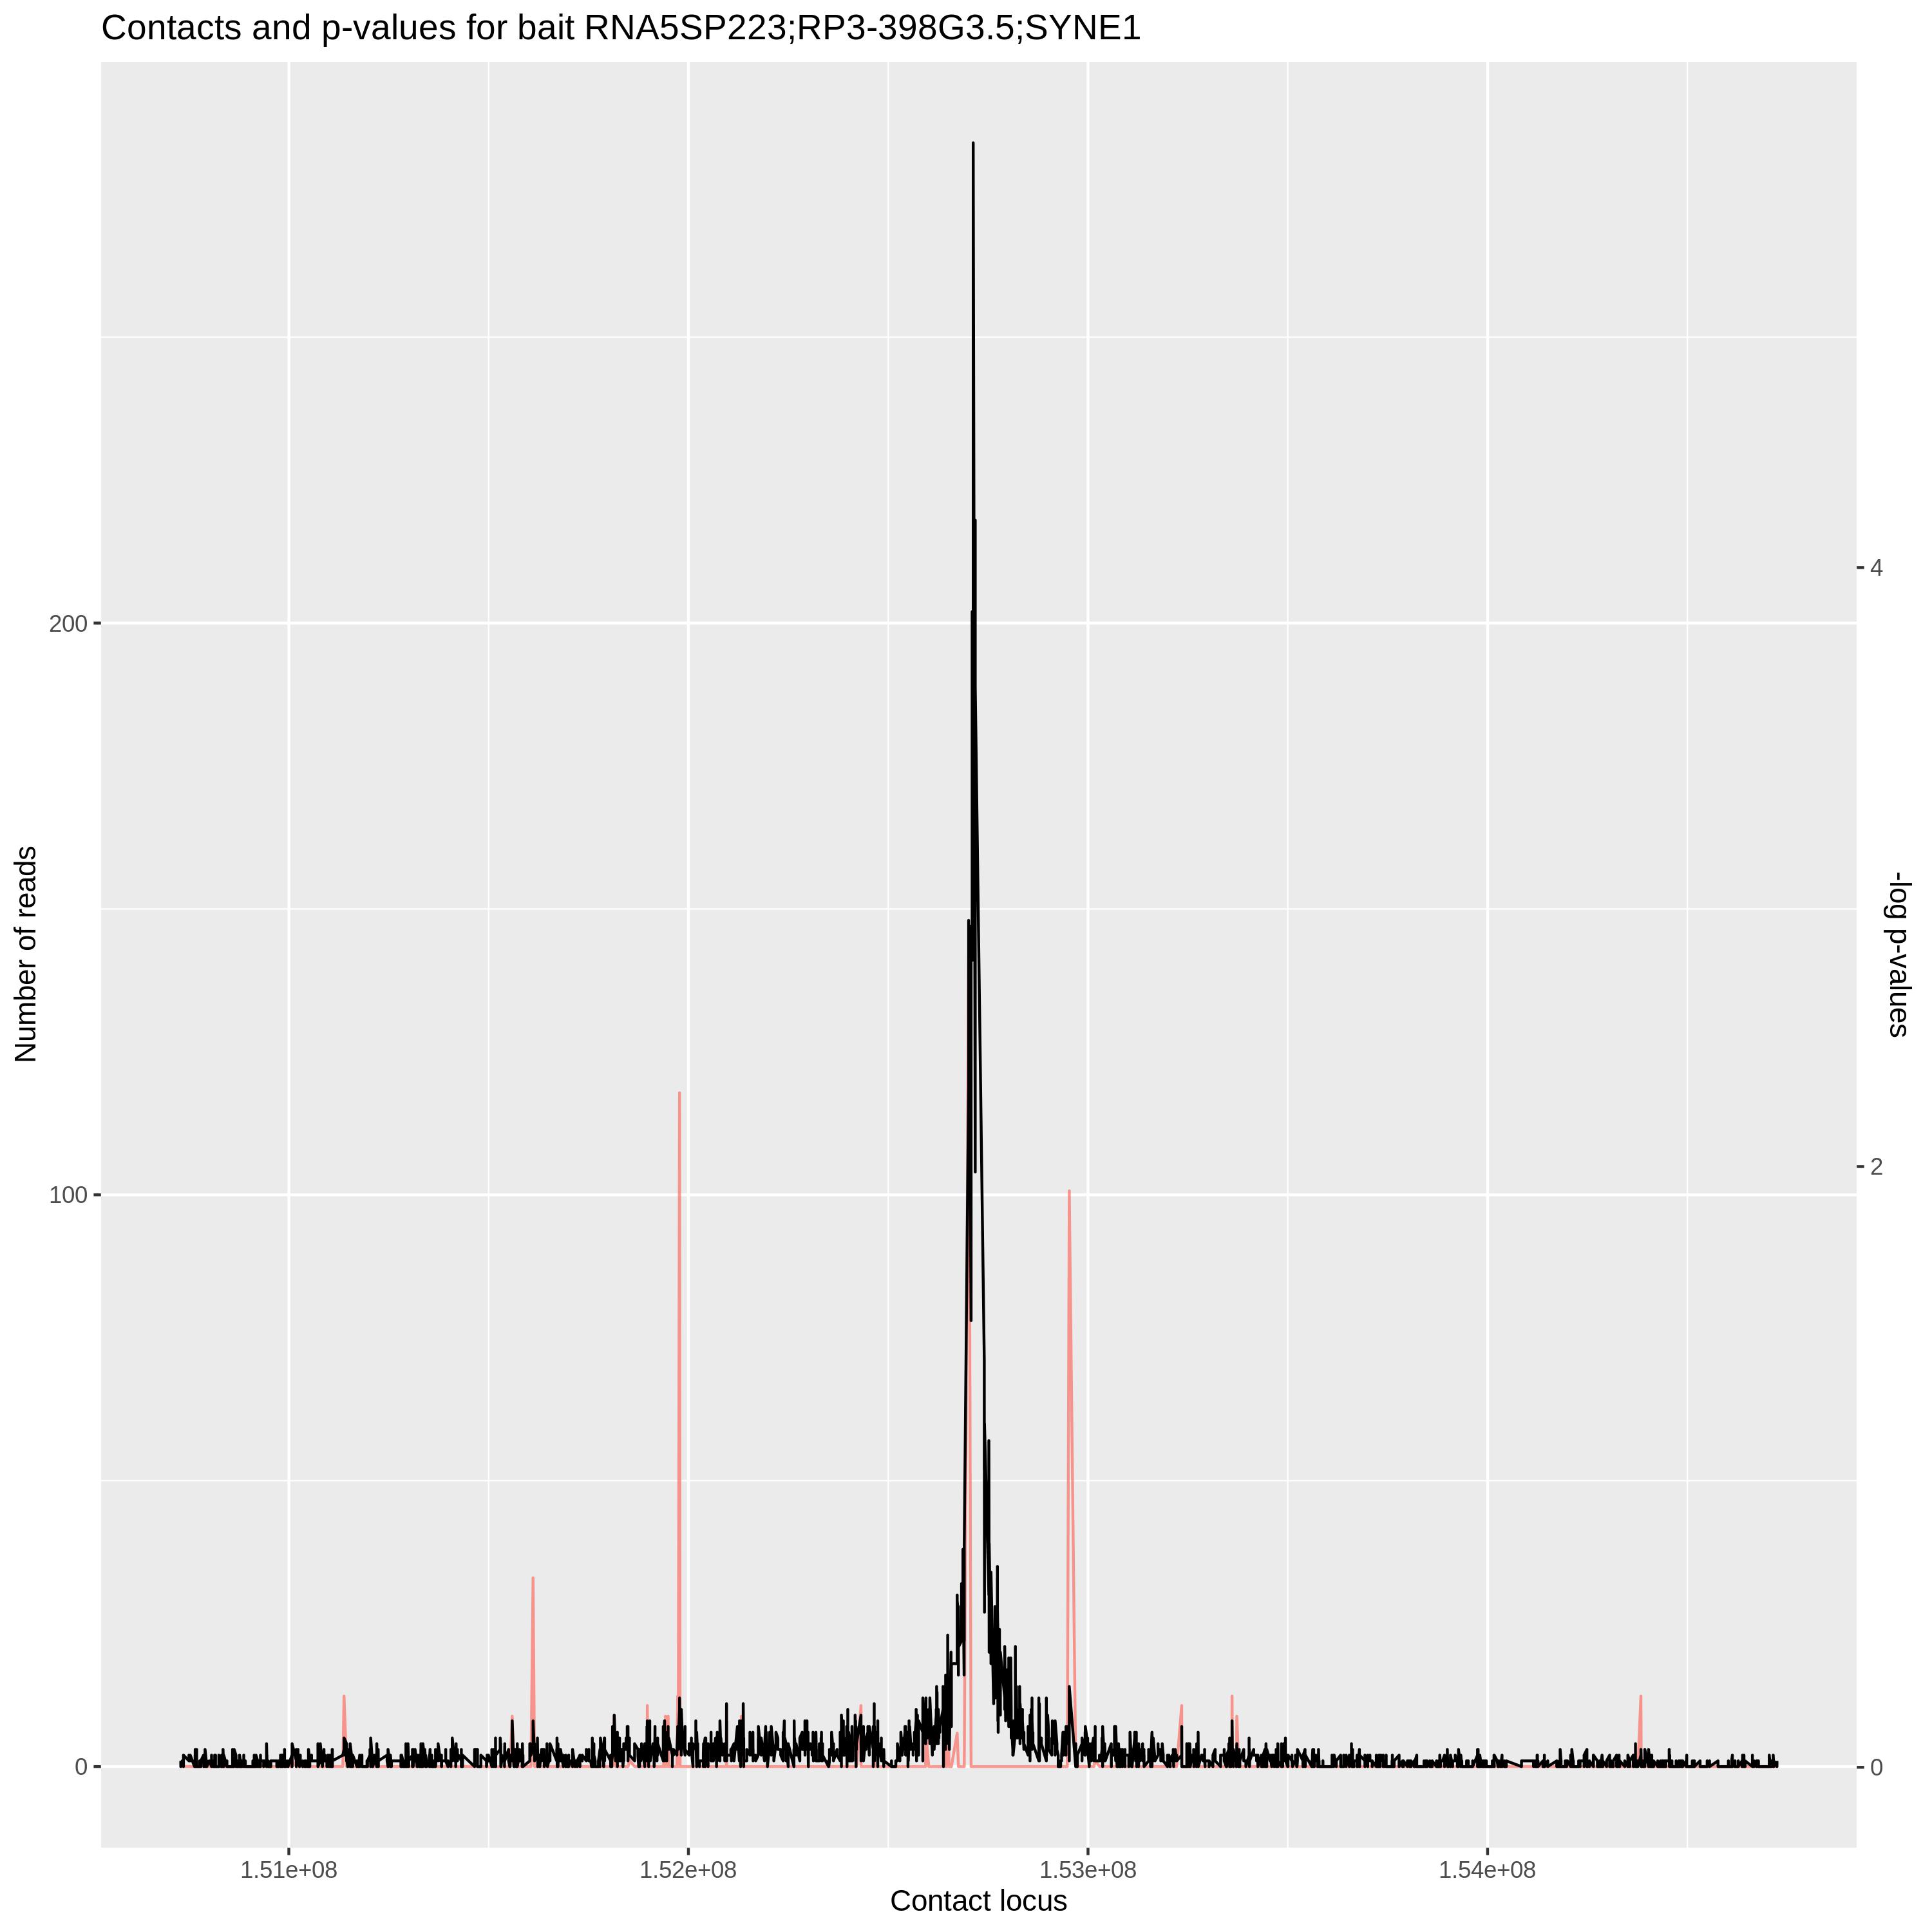 Contacts and p-values for bait RNA5SP223;RP3-398G3.5;SYNE1
Number of reads
200
100
0
4
2
0
-log p-values
1.51e+08 1.52e+08 1.53e+08 1.54e+08
Contact locus